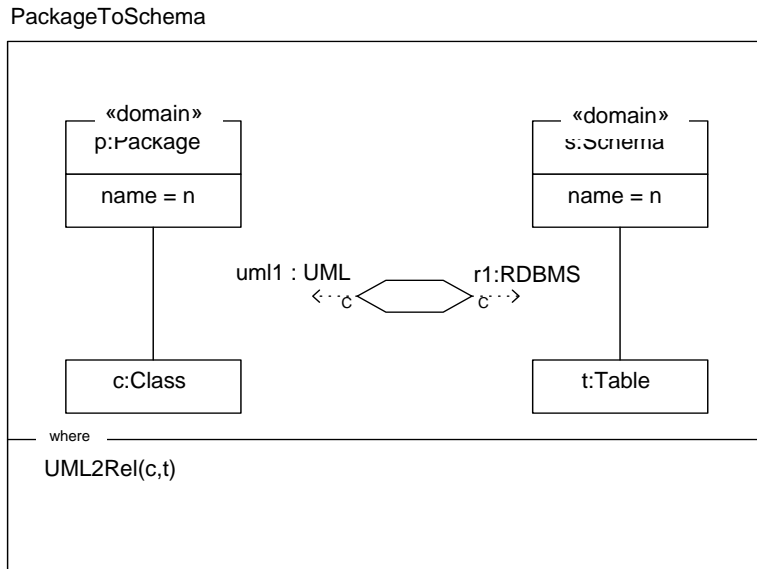 PackageToSchema
«domain»
p:Package
name = n
«domain»
s:Schema
name = n
uml1 : UML
r1:RDBMS
C
C
c:Class
t:Table
where
UML2Rel(c,t)